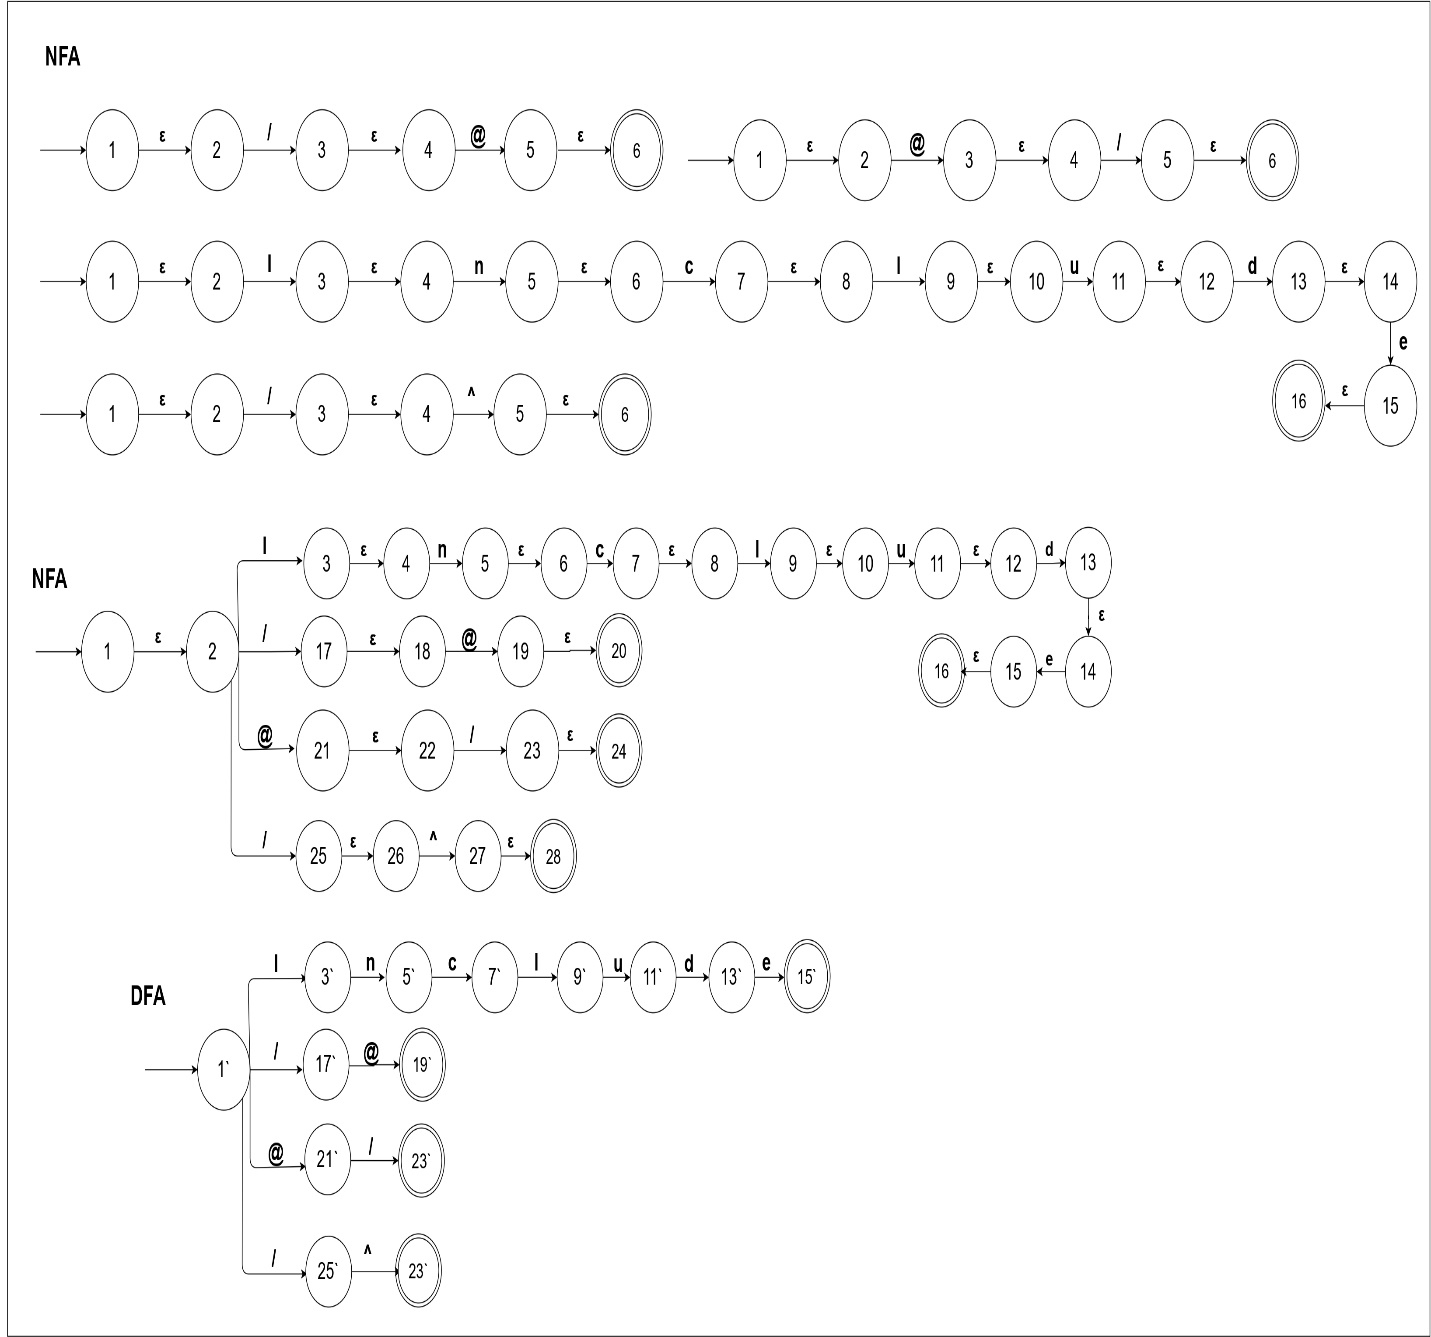 NFA
ε / ε @ ε
1 2 3 4 5 6
ε @ ε / ε
1 2 3 4 5 6
ε I ε n ε c ε l ε u ε d ε
1 2 3 4 5 6 7 8 9 10 11 12 13 14
e
ε / ε ^ ε
1 2 3 4 5 6
16 ε 15
I ε n ε c ε l ε u ε d
3 4 5 6 7 8 9 10 11 12 13
NFA
ε
ε / ε @ ε
1 2 17 18 19 20
16 ε 15 e 14
@ ε / ε
21 22 23 24
/ ε ^ ε
25 26 27 28
I n c l u d e
3` 5` 7` 9` 11` 13` 15`
DFA
/ @
1` 17` 19`
@ /
21` 23`
/ ^
25` 23`